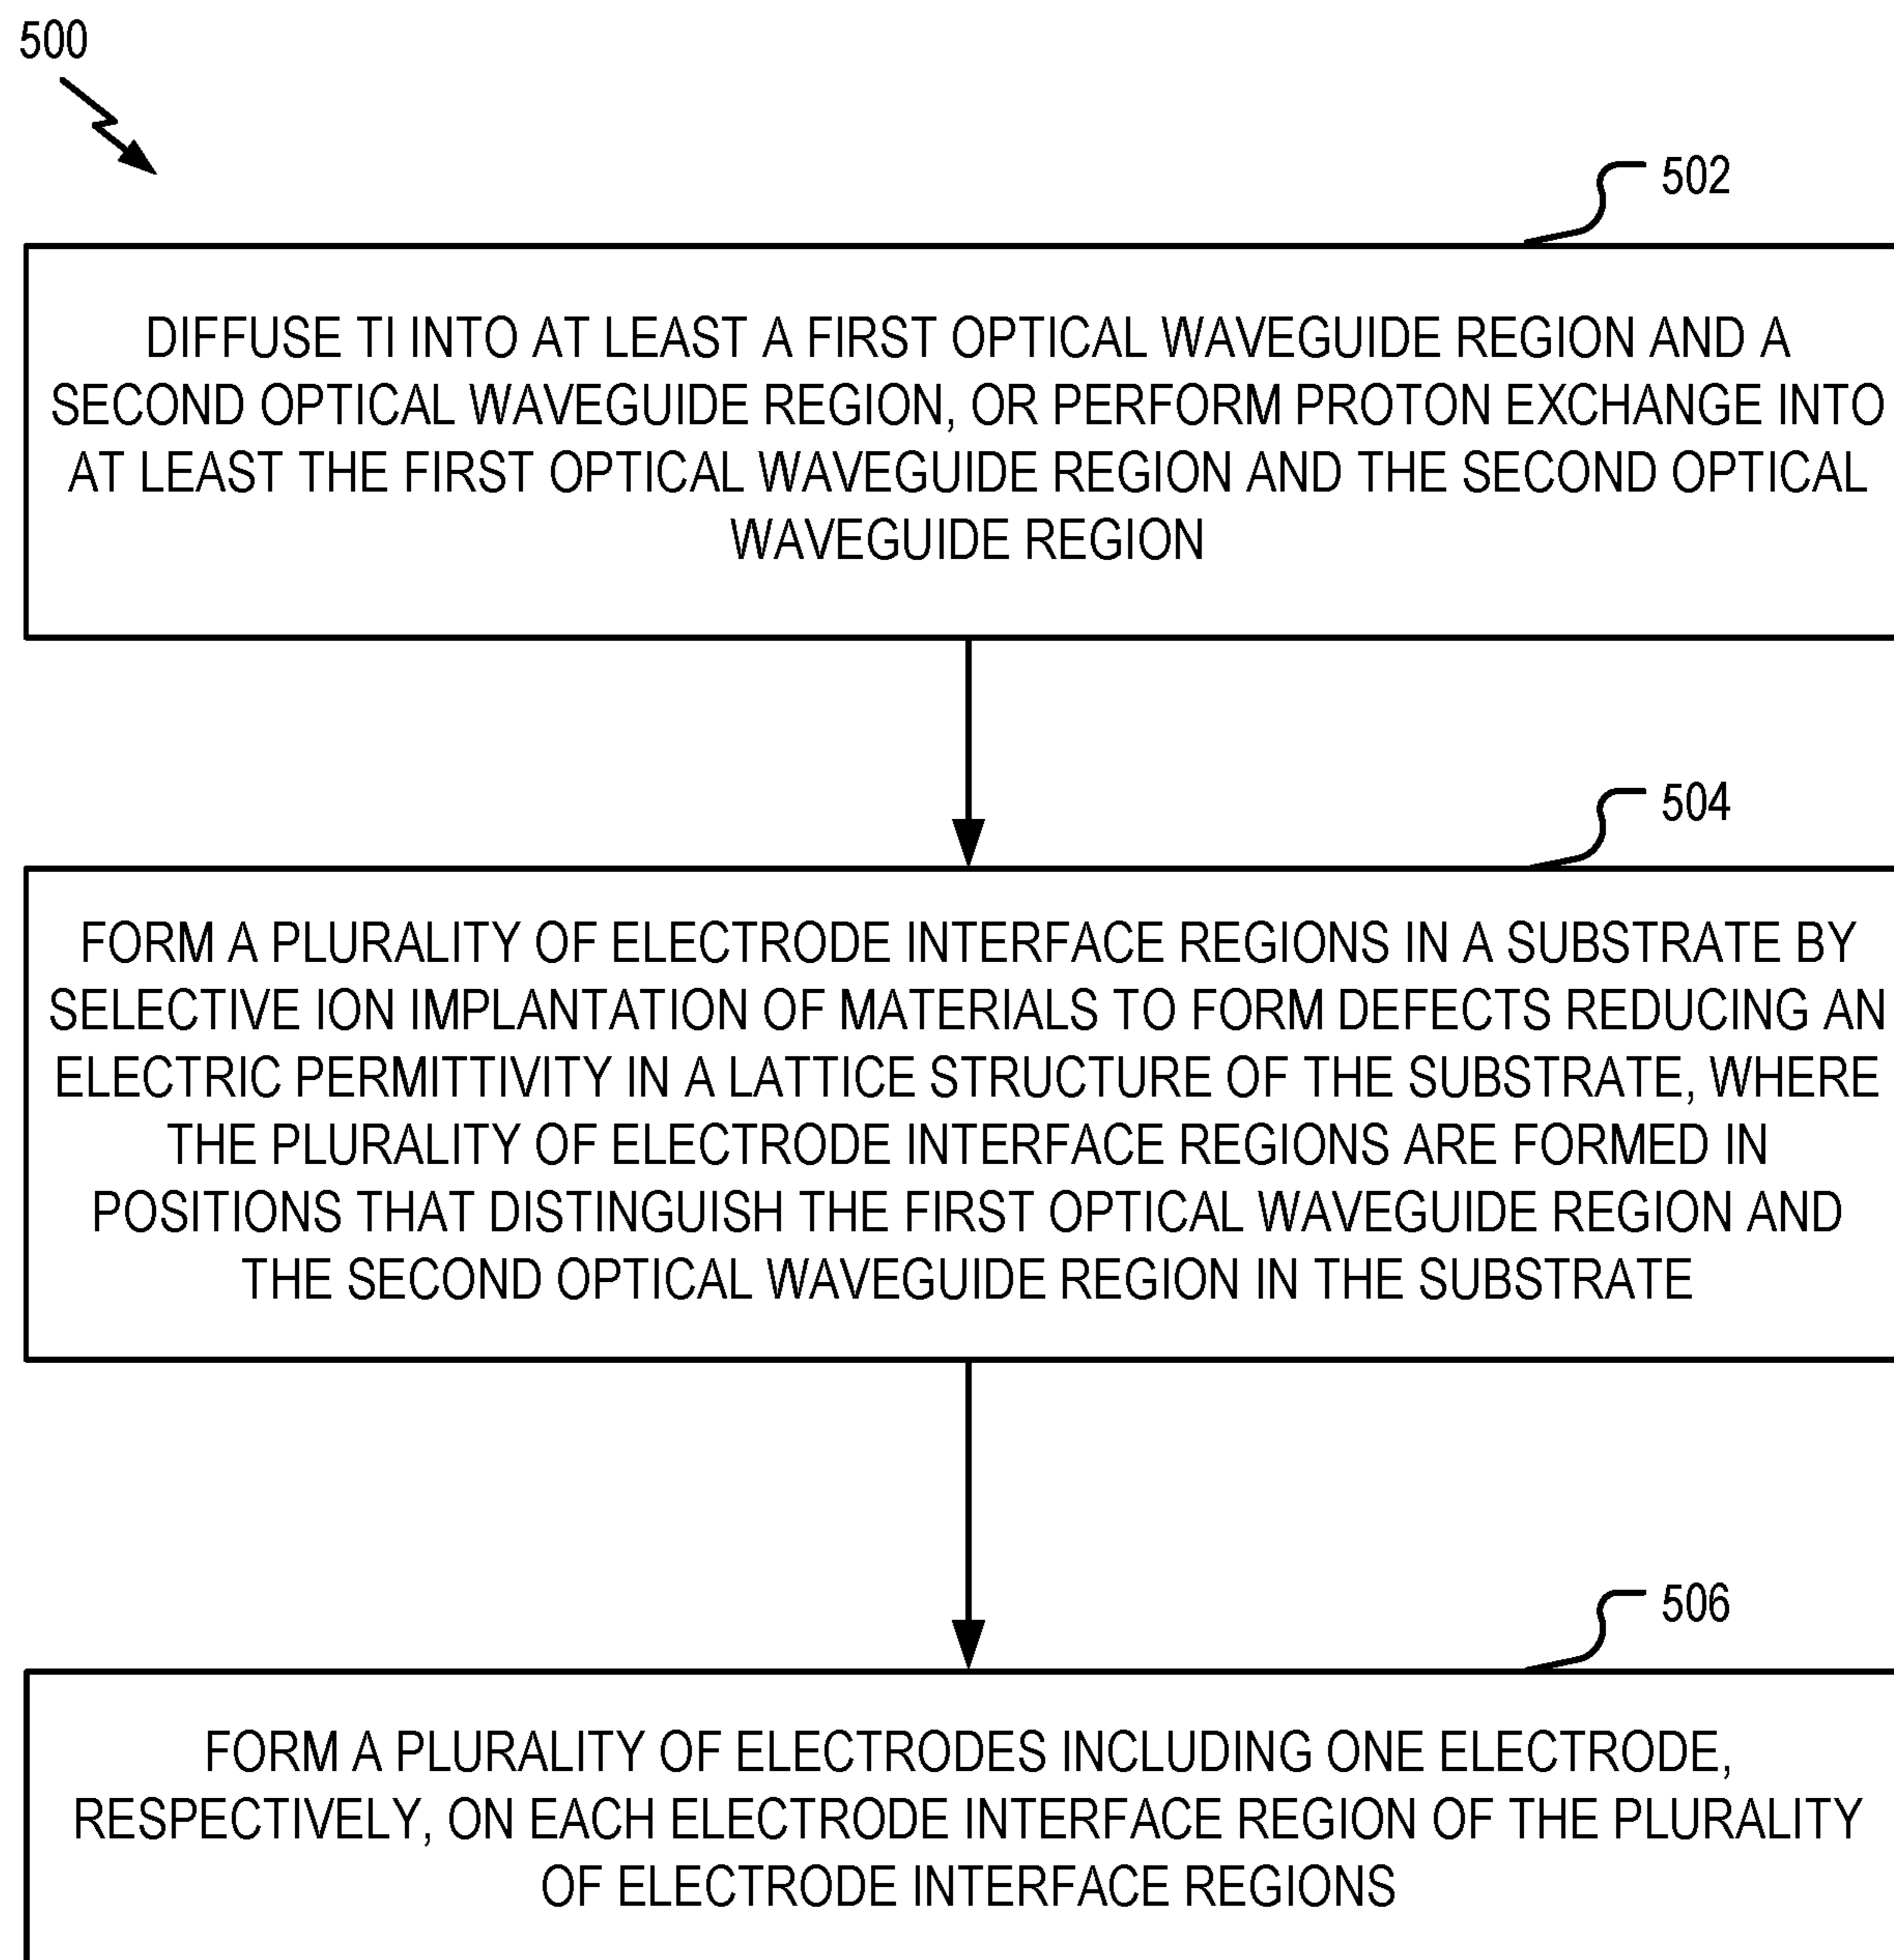 500
502
DIFFUSE TI INTO AT LEAST A FIRST OPTICAL WAVEGUIDE REGION AND A
SECOND OPTICAL WAVEGUIDE REGION, OR PERFORM PROTON EXCHANGE INTO
AT LEAST THE FIRST OPTICAL WAVEGUIDE REGION AND THE SECOND OPTICAL
WAVEGUIDE REGION
504
FORM A PLURALITY OF ELECTRODE INTERFACE REGIONS IN A SUBSTRATE BY
SELECTIVE ION IMPLANTATION OF MATERIALS TO FORM DEFECTS REDUCING AN
ELECTRIC PERMITTIVITY IN A LATTICE STRUCTURE OF THE SUBSTRATE, WHERE
THE PLURALITY OF ELECTRODE INTERFACE REGIONS ARE FORMED IN
POSITIONS THAT DISTINGUISH THE FIRST OPTICAL WAVEGUIDE REGION AND
THE SECOND OPTICAL WAVEGUIDE REGION IN THE SUBSTRATE
506
FORM A PLURALITY OF ELECTRODES INCLUDING ONE ELECTRODE,
RESPECTIVELY, ON EACH ELECTRODE INTERFACE REGION OF THE PLURALITY
OF ELECTRODE INTERFACE REGIONS